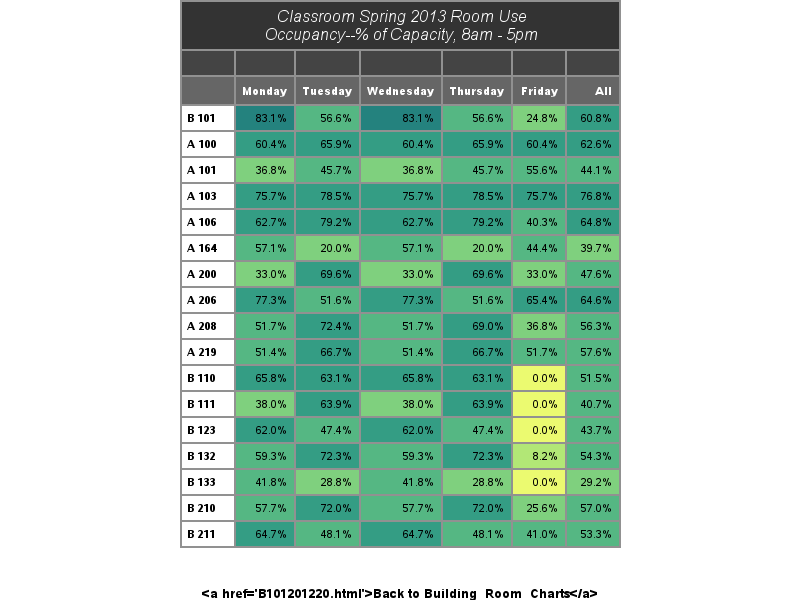 Classroom Spring 2013 Room Use
Occupancy--% of Capacity, 8am - 5pm
Monday Tuesday Wednesday Thursday Friday All
B 101 83.1% 56.6% 83.1% 56.6% 24.8% 60.8%
A 100 60.4% 65.9% 60.4% 65.9% 60.4% 62.6%
A 101 36.8% 45.7% 36.8% 45.7% 55.6% 44.1%
A 103 75.7% 78.5% 75.7% 78.5% 75.7% 76.8%
A 106 62.7% 79.2% 62.7% 79.2% 40.3% 64.8%
A 164 57.1% 20.0% 57.1% 20.0% 44.4% 39.7%
A 200 33.0% 69.6% 33.0% 69.6% 33.0% 47.6%
A 206 77.3% 51.6% 77.3% 51.6% 65.4% 64.6%
A 208 51.7% 72.4% 51.7% 69.0% 36.8% 56.3%
A 219 51.4% 66.7% 51.4% 66.7% 51.7% 57.6%
B 110 65.8% 63.1% 65.8% 63.1% 0.0% 51.5%
B 111 38.0% 63.9% 38.0% 63.9% 0.0% 40.7%
B 123 62.0% 47.4% 62.0% 47.4% 0.0% 43.7%
B 132 59.3% 72.3% 59.3% 72.3% 8.2% 54.3%
B 133 41.8% 28.8% 41.8% 28.8% 0.0% 29.2%
B 210 57.7% 72.0% 57.7% 72.0% 25.6% 57.0%
B 211 64.7% 48.1% 64.7% 48.1% 41.0% 53.3%
<a href='B101201220.html'>Back to Building_Room_Charts</a>